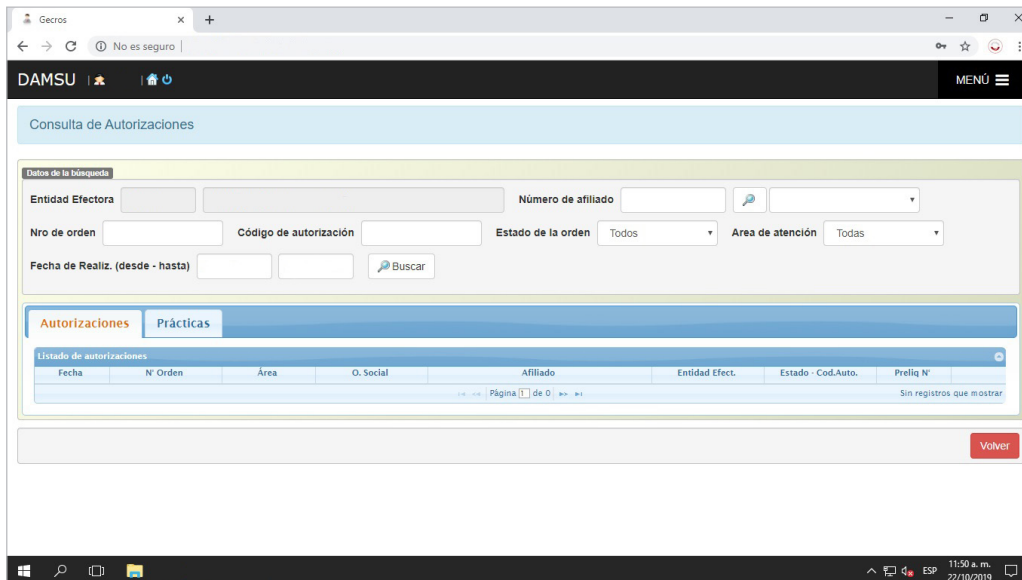 Gecros
No es seguro
DAMSU
MENÚ
Consulta de Autorizaciones
Datos de la búsqueda
Entidad Efectora Número de afiliado
Nro de orden Código de autorización Estado de la orden Todos Area de atención Todas
Fecha de Realiz. (desde - hasta) Buscar
Autorizaciones Prácticas
Listado de autorizaciones
Fecha N° Orden Área O. Social Afiliado Entidad Efect. Estado - Cod.Auto. Preliq N°
Página 1 de 0 Sin registros que mostrar
Volver
ESP 11:50 a. m.
22/10/2019